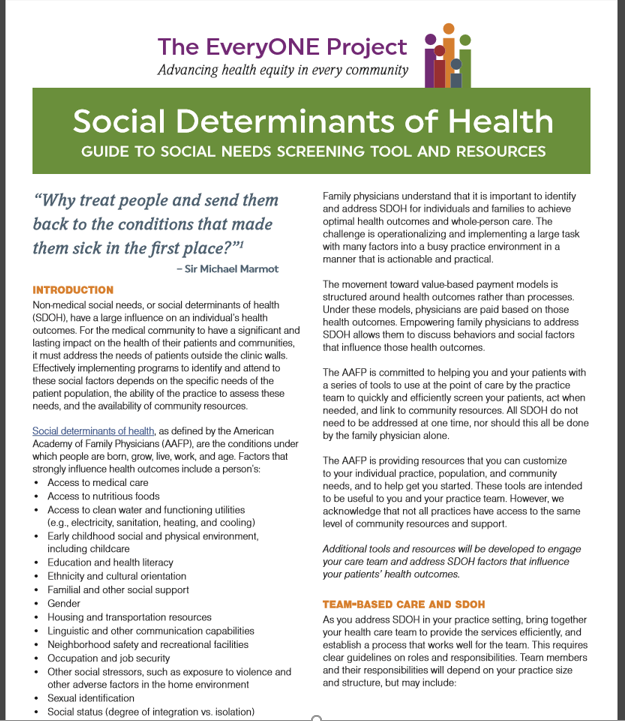 The EveryONE Project
Advancing health equity in every community
Social Determinants of Health
GUIDE TO SOCIAL NEEDS SCREENING TOOL AND RESOURCES
“Why treat people and send them
back to the conditions that made
them sick in the first place?”1
– Sir Michael Marmot
INTRODUCTION
Non-medical social needs, or social determinants of health
(SDOH), have a large influence on an individual’s health
outcomes. For the medical community to have a significant and
lasting impact on the health of their patients and communities,
it must address the needs of patients outside the clinic walls.
Effectively implementing programs to identify and attend to
these social factors depends on the specific needs of the
patient population, the ability of the practice to assess these
needs, and the availability of community resources.
Social determinants of health, as defined by the American
Academy of Family Physicians (AAFP), are the conditions under
which people are born, grow, live, work, and age. Factors that
strongly influence health outcomes include a person’s:
• Access to medical care
• Access to nutritious foods
• Access to clean water and functioning utilities
(e.g., electricity, sanitation, heating, and cooling)
• Early childhood social and physical environment,
including childcare
• Education and health literacy
• Ethnicity and cultural orientation
• Familial and other social support
• Gender
• Housing and transportation resources
• Linguistic and other communication capabilities
• Neighborhood safety and recreational facilities
• Occupation and job security
• Other social stressors, such as exposure to violence and
other adverse factors in the home environment
• Sexual identification
• Social status (degree of integration vs. isolation)
Family physicians understand that it is important to identify
and address SDOH for individuals and families to achieve
optimal health outcomes and whole-person care. The
challenge is operationalizing and implementing a large task
with many factors into a busy practice environment in a
manner that is actionable and practical.
The movement toward value-based payment models is
structured around health outcomes rather than processes.
Under these models, physicians are paid based on those
health outcomes. Empowering family physicians to address
SDOH allows them to discuss behaviors and social factors
that influence those health outcomes.
The AAFP is committed to helping you and your patients with
a series of tools to use at the point of care by the practice
team to quickly and efficiently screen your patients, act when
needed, and link to community resources. All SDOH do not
need to be addressed at one time, nor should this all be done
by the family physician alone.
The AAFP is providing resources that you can customize
to your individual practice, population, and community
needs, and to help get you started. These tools are intended
to be useful to you and your practice team. However, we
acknowledge that not all practices have access to the same
level of community resources and support.
Additional tools and resources will be developed to engage
your care team and address SDOH factors that influence
your patients’ health outcomes.
TEAM-BASED CARE AND SDOH
As you address SDOH in your practice setting, bring together
your health care team to provide the services efficiently, and
establish a process that works well for the team. This requires
clear guidelines on roles and responsibilities. Team members
and their responsibilities will depend on your practice size
and structure, but may include: